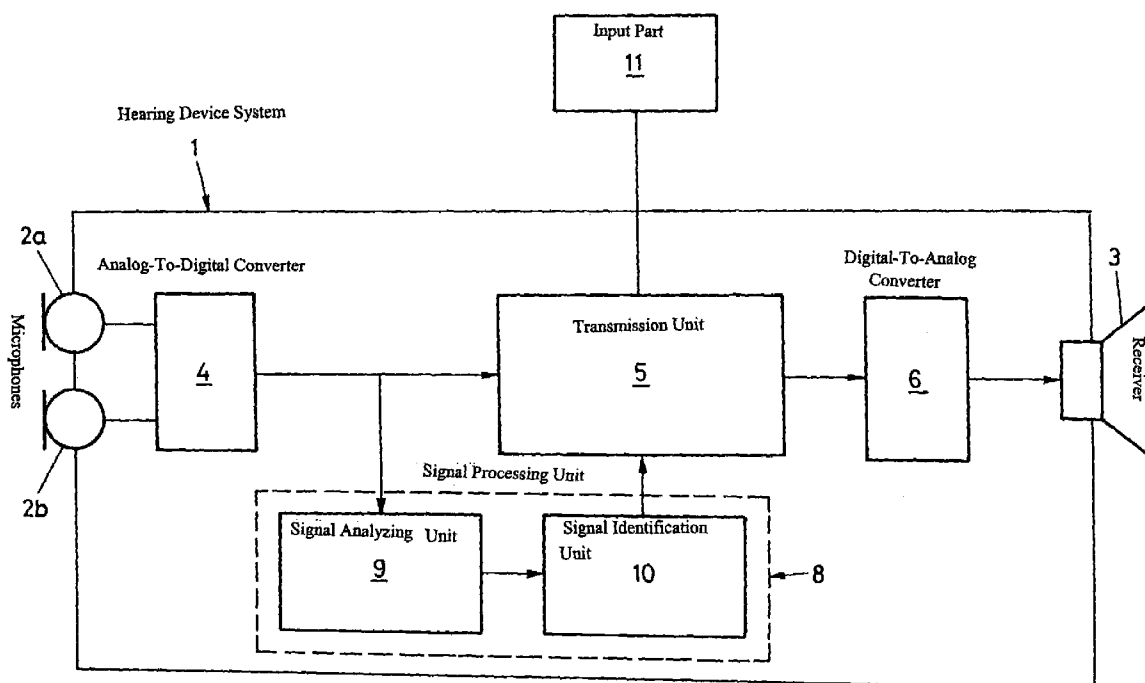 Input Part
11
Hearing Device System
1
2a
Analog-To-Digital Converter
Digital-To-Analog
Converter
3
Microphones
4
Transmission Unit
5
6
Receiver
2b
Signal Processing Unit
Signal Analyzing Unit
9
Signal Identification
Unit
10
8